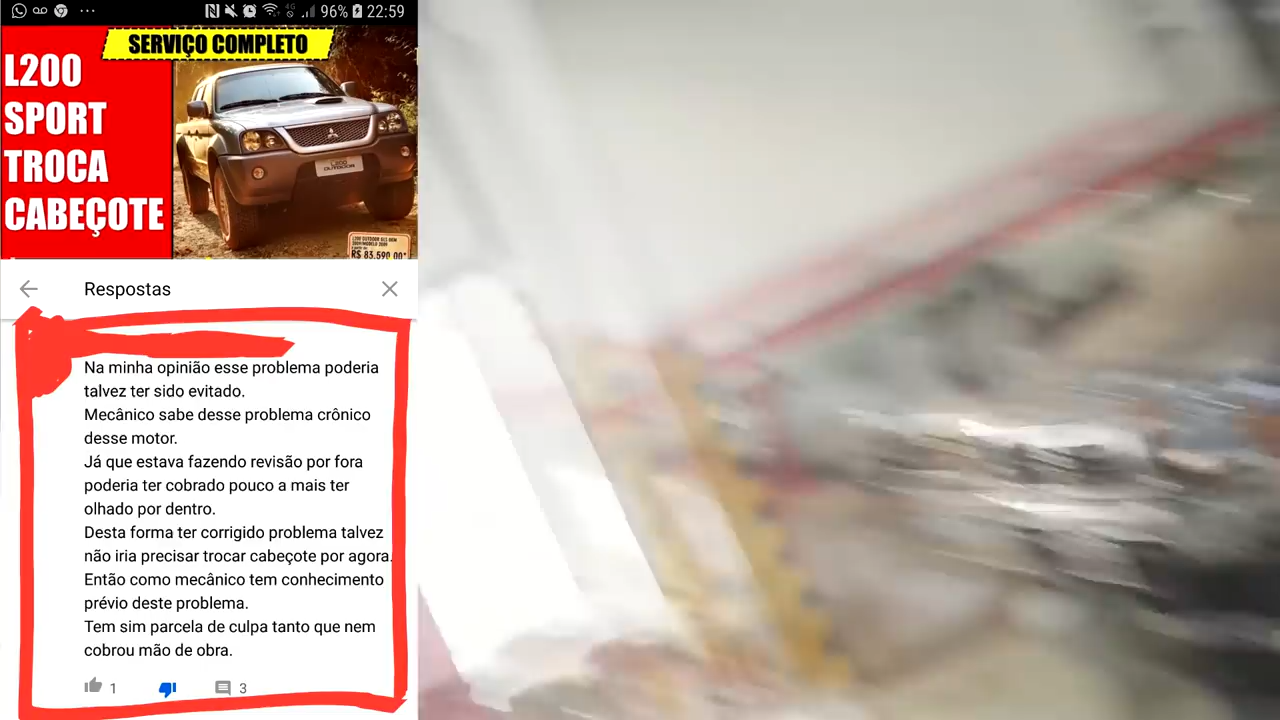 96% 22:59
SERVIÇO COMPLETO
L200
SPORT
TROCA
CABEÇOTE
L200 OUTDOOR
R$ 83.590,00*
Respostas
Na minha opinião esse problema poderia
talvez ter sido evitado.
Mecânico sabe desse problema crônico
desse motor.
Já que estava fazendo revisão por fora
poderia ter cobrado pouco a mais ter
olhado por dentro.
Desta forma ter corrigido problema talvez
não iria precisar trocar cabeçote por agora.
Então como mecânico tem conhecimento
prévio deste problema.
Tem sim parcela de culpa tanto que nem
cobrou mão de obra.
1 3